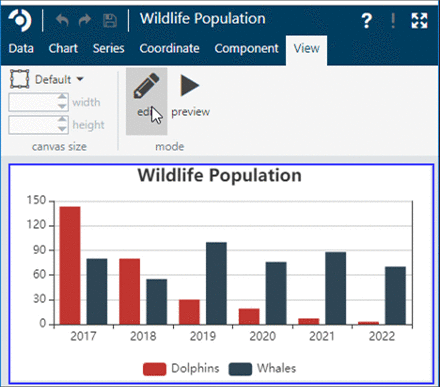 Wildlife Population ? !
Data Chart Series Coordinate Component View
Default
width
height
canvas size
edit preview
mode
Wildlife Population
150
120
90
60
30
0
2017 2018 2019 2020 2021 2022
Dolphins Whales